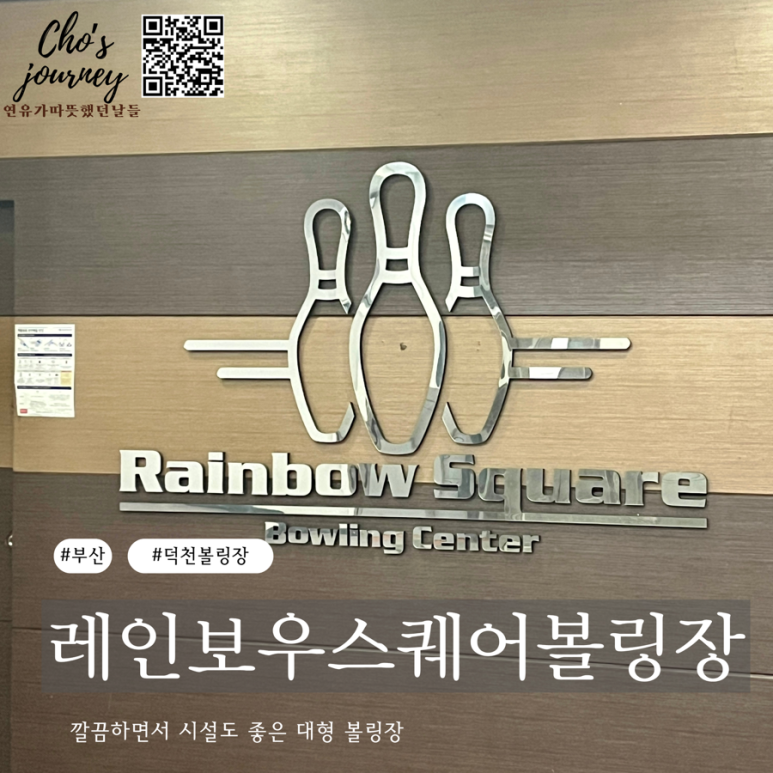 Cho's
journey
연유가따뜻했던날들
Rainbow Square
Bowling Center
#부산
#덕천볼링장
레인보우스퀘어볼링장
깔끔하면서 시설도 좋은 대형 볼링장